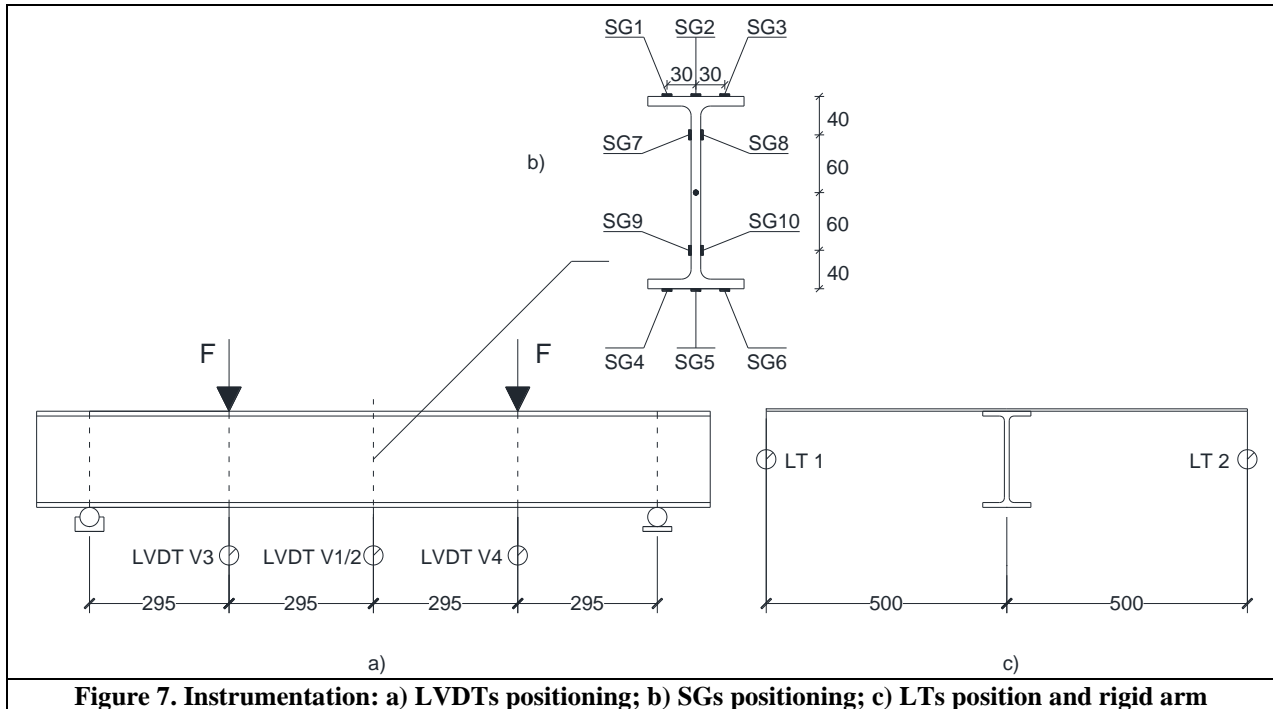 SG1 SG2 SG3
30 30
40
SG7 SG8
b)
60
SG9 SG10
60
40
SG4 SG5 SG6
F F
LT 1 LT 2
LVDT V3 LVDT V1/2 LVDT V4
295 295 295 295
500 500
a) c)
Figure 7. Instrumentation: a) LVDTs positioning; b) SGs positioning; c) LTs position and rigid arm